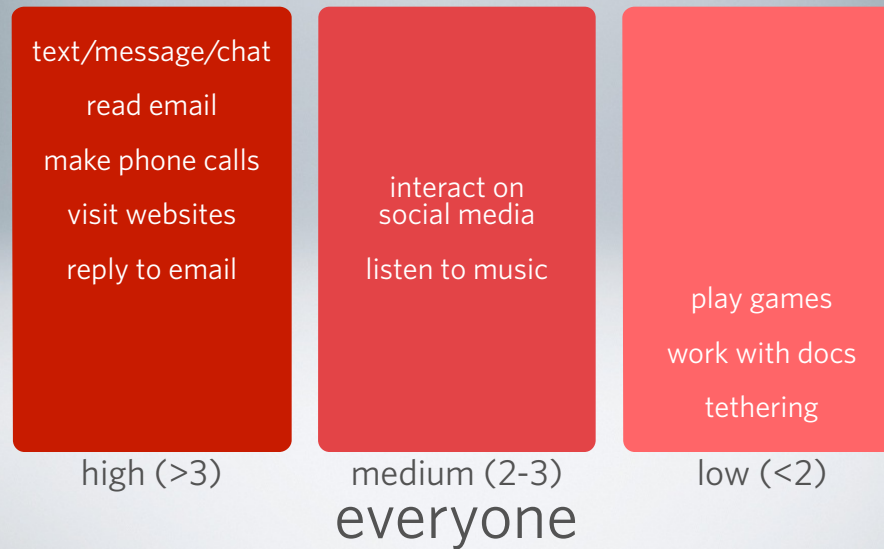 text/message/chat
read email
make phone calls
visit websites
reply to email
high (>3)
interact on
social media
listen to music
medium (2-3)
play games
work with docs
tethering
low (<2)
everyone